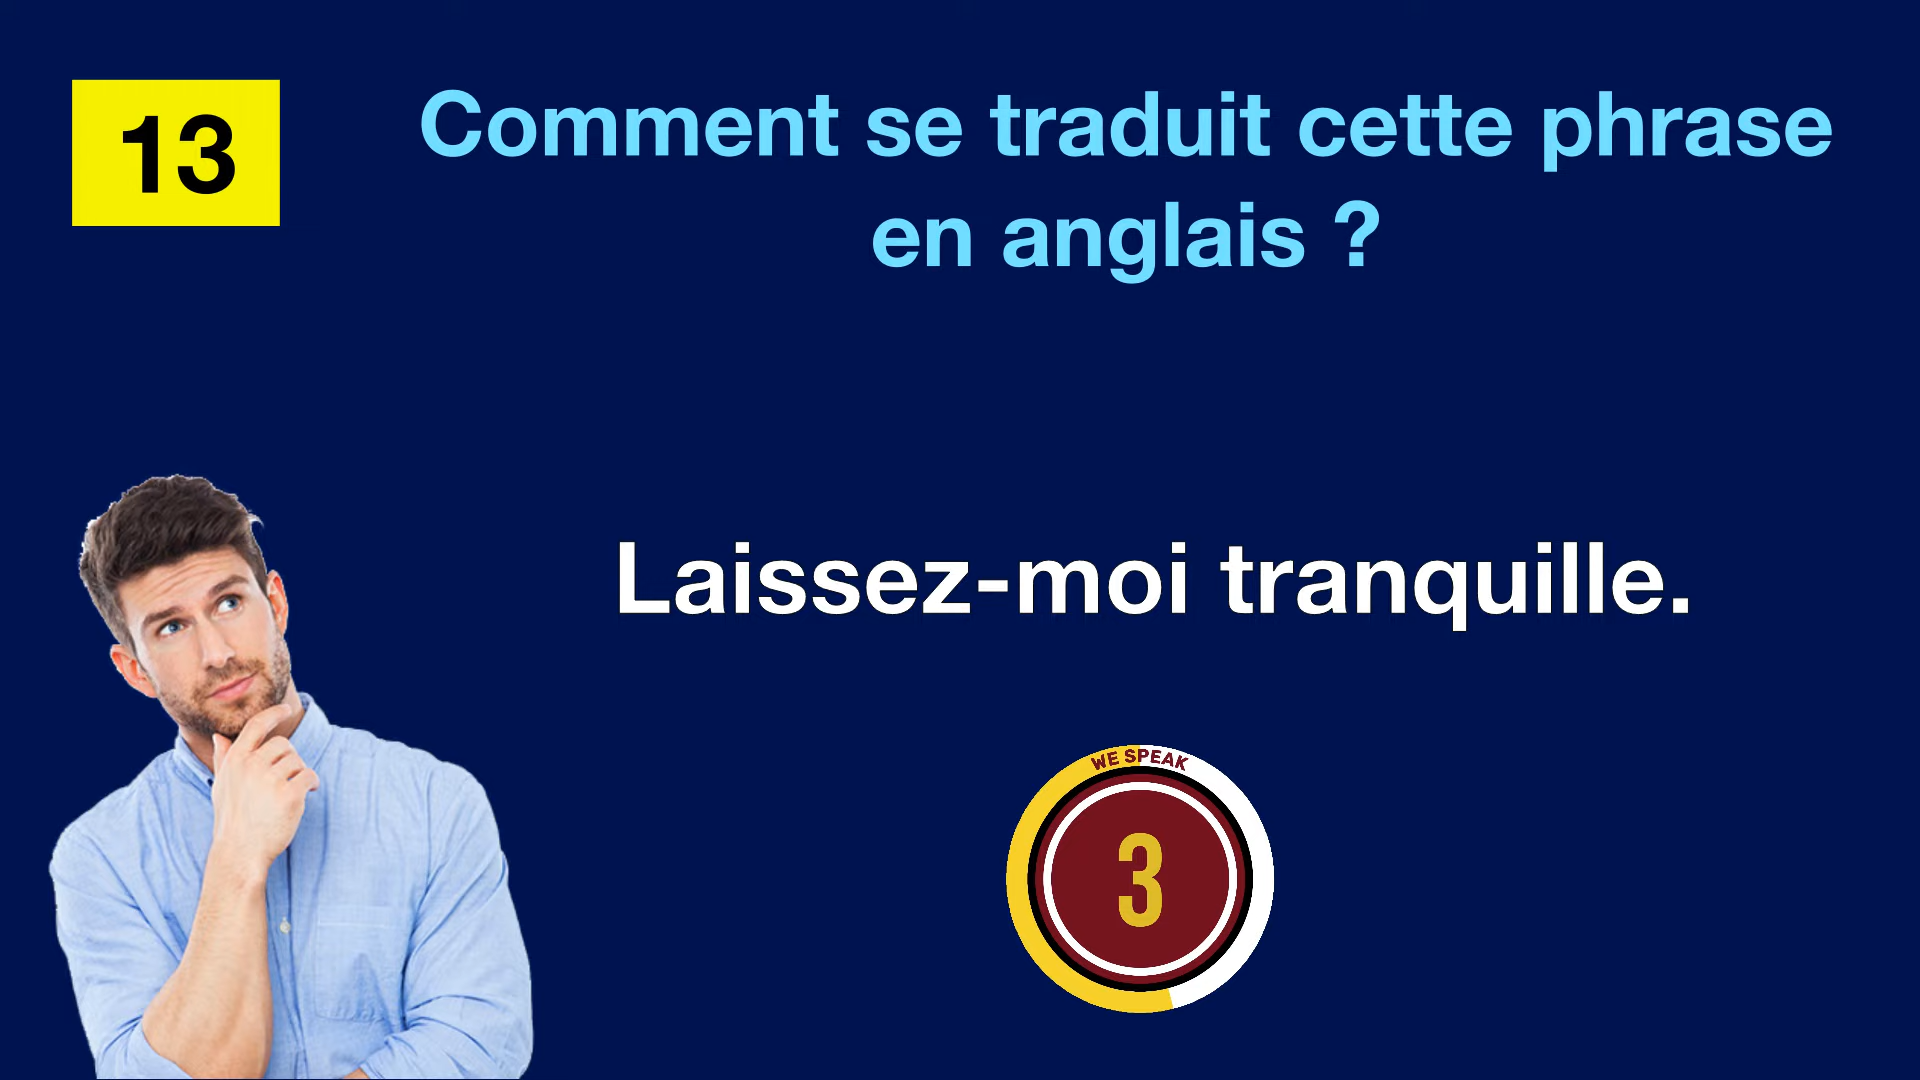 13
Comment se traduit cette phrase
en anglais ?
Laissez-moi tranquille.
WE SPEAK
3